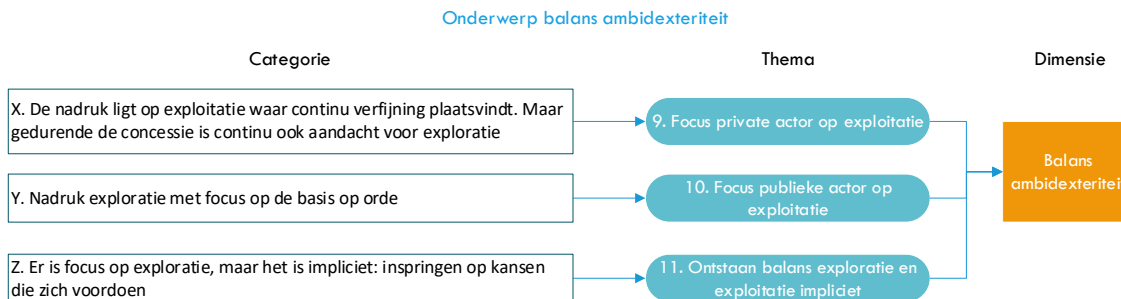 Onderwerp balans ambidexteriteit
Categorie
Thema
Dimensie
X. De nadruk ligt op exploitatie waar continu verfijning plaatsvindt. Maar
gedurende de concessie is continu ook aandacht voor exploratie
9. Focus private actor op exploitatie
Y. Nadruk exploratie met focus op de basis op orde
10. Focus publieke actor op
exploitatie
Balans
ambidexteriteit
Z. Er is focus op exploratie, maar het is impliciet: inspringen op kansen
die zich voordoen
11. Ontstaan balans exploratie en
exploitatie impliciet